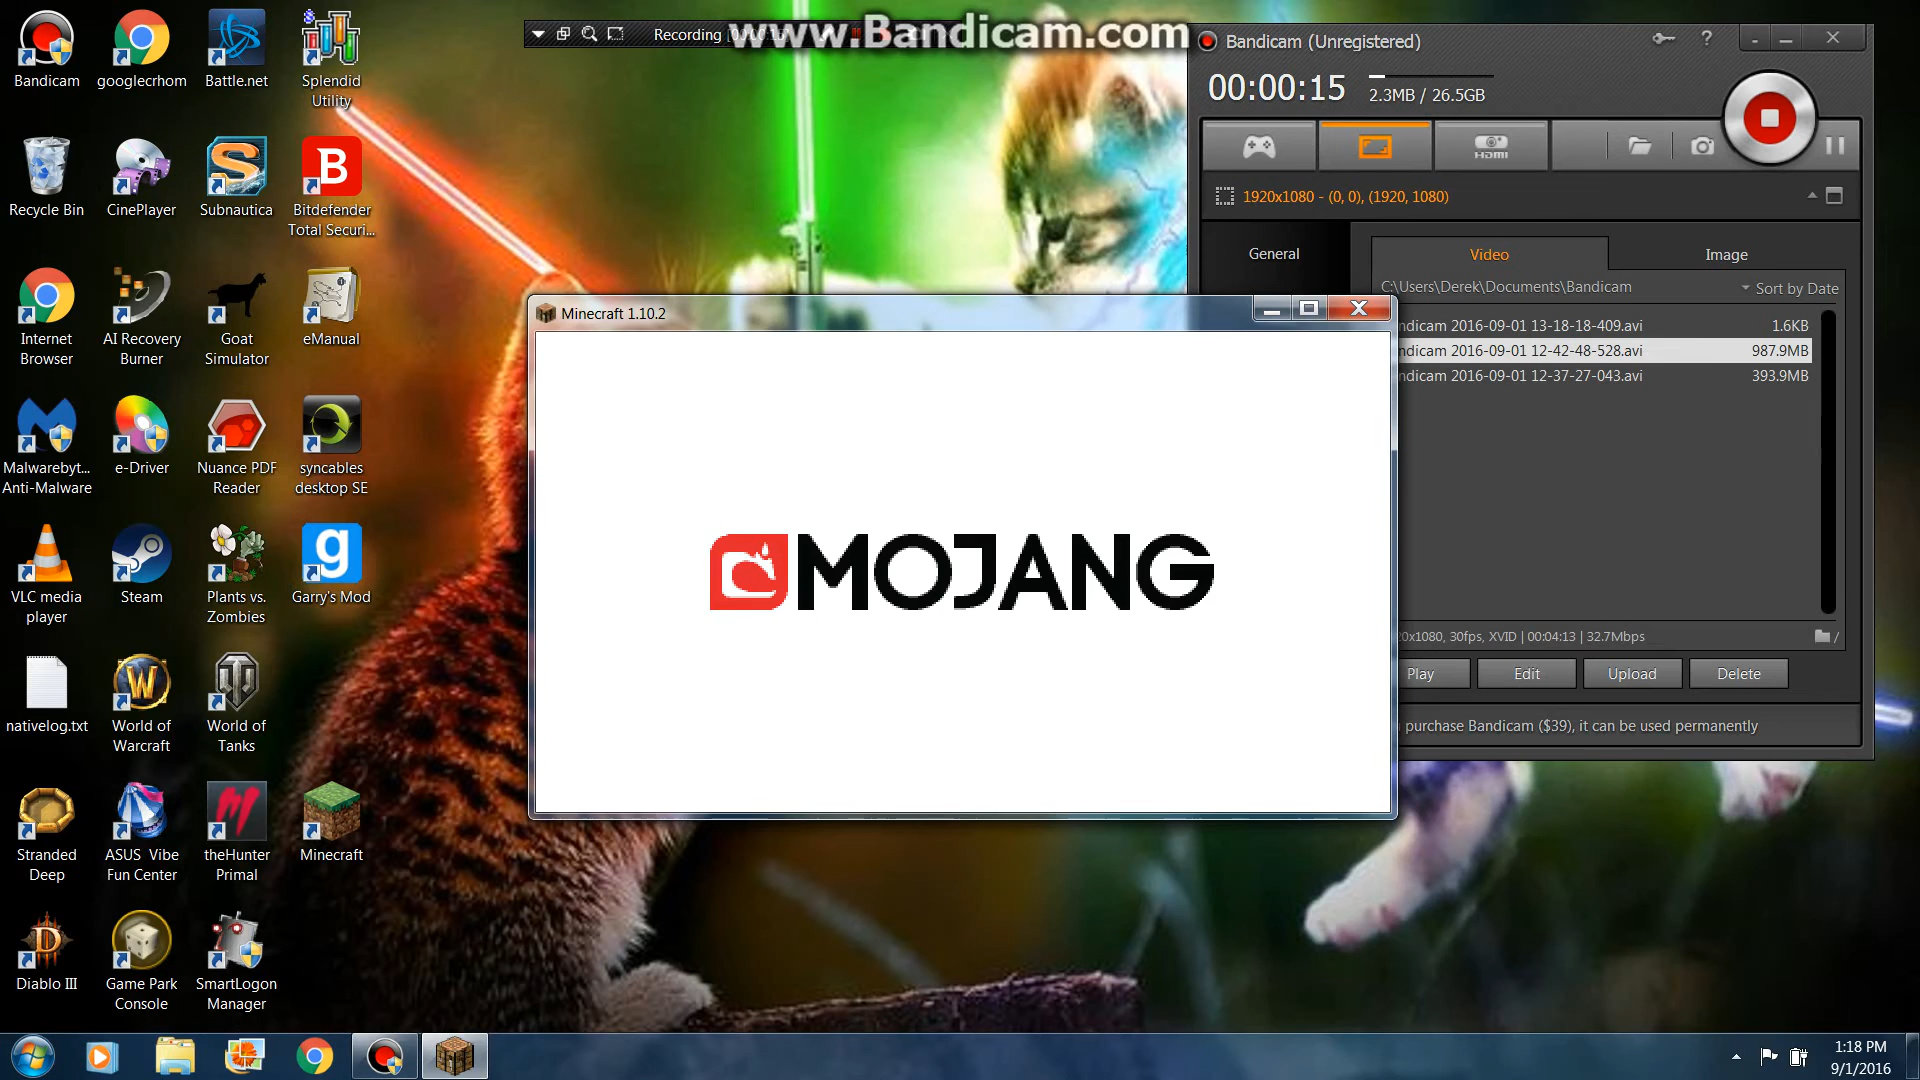 Bandicam
googlecrhom
Battle.net
Splendid
Utility
Recycle Bin
CinePlayer
Subnautica
Bitdefender
Total Securi...
Internet
Browser
AI Recovery
Burner
Goat
Simulator
eManual
Malwarebyt...
Anti-Malware
e-Driver
Nuance PDF
Reader
syncables
desktop SE
VLC media
player
Steam
Plants vs.
Zombies
Garry's Mod
nativelog.txt
World of
Warcraft
World of
Tanks
Stranded
Deep
ASUS Vibe
Fun Center
theHunter
Primal
Minecraft
Diablo III
Game Park
Console
SmartLogon
Manager
Recording
www.Bandicam.com
Bandicam (Unregistered)
00:00:15
2.3MB / 26.5GB
HDMI
1920x1080 - (0, 0), (1920, 1080)
General
Video
Image
C:\Users\Derek\Documents\Bandicam
Sort by Date
ndicam 2016-09-01 13-18-18-409.avi 1.6KB
ndicam 2016-09-01 12-42-48-528.avi 987.9MB
ndicam 2016-09-01 12-37-27-043.avi 393.9MB
20x1080, 30fps, XVID | 00:04:13 | 32.7Mbps
/
Play
Edit
Upload
Delete
purchase Bandicam ($39), it can be used permanently
Minecraft 1.10.2
MOJANG
1:18 PM
9/1/2016